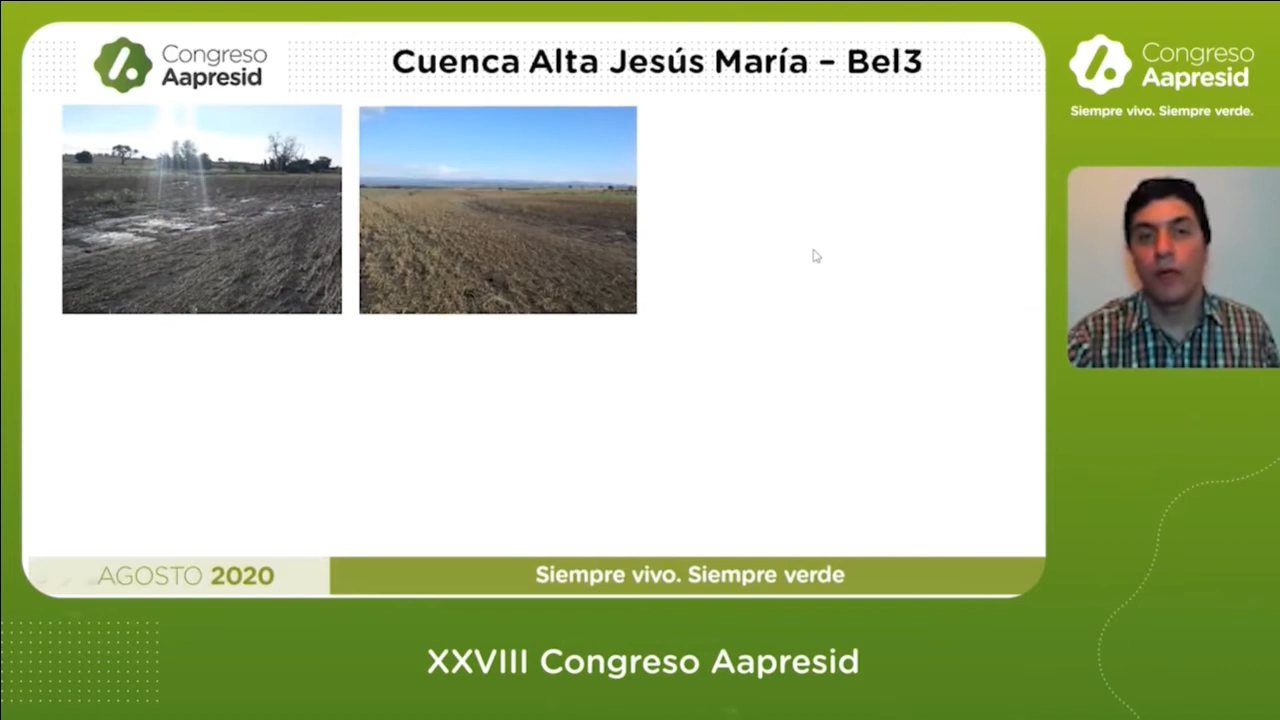 Congreso
Aapresid
Cuenca Alta Jesús María – Bel3
Congreso
Aapresid
Siempre vivo. Siempre verde.
AGOSTO 2020
Siempre vivo. Siempre verde
XXVIII Congreso Aapresid